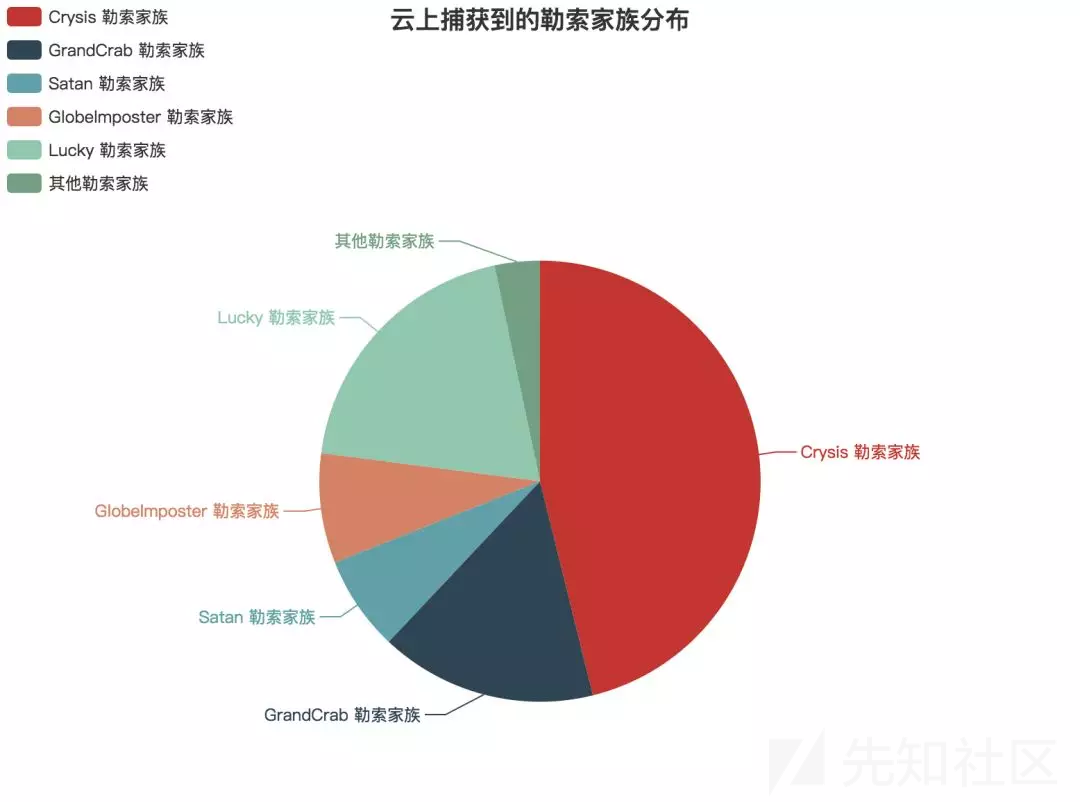 云上捕获到的勒索家族分布
Crysis 勒索家族
GrandCrab 勒索家族
Satan 勒索家族
GlobeImposter 勒索家族
Lucky 勒索家族
其他勒索家族
其他勒索家族
Lucky 勒索家族
Crysis 勒索家族
GlobeImposter 勒索家族
Satan 勒索家族
GrandCrab 勒索家族
先知社区